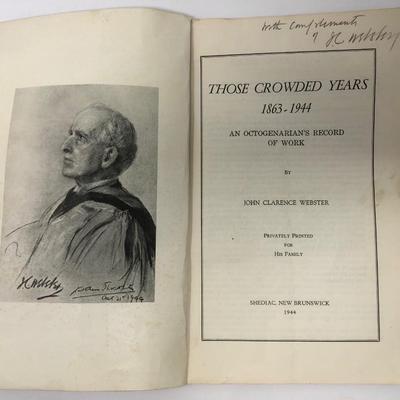 With compliments
THOSE CROWDED YEARS
1863-1944
AN OCTOGENARIAN'S RECORD
OF WORK
BY
JOHN CLARENCE WEBSTER
PRIVATELY PRINTED
FOR
HIS FAMILY
SHEDIAC, NEW BRUNSWICK
1944